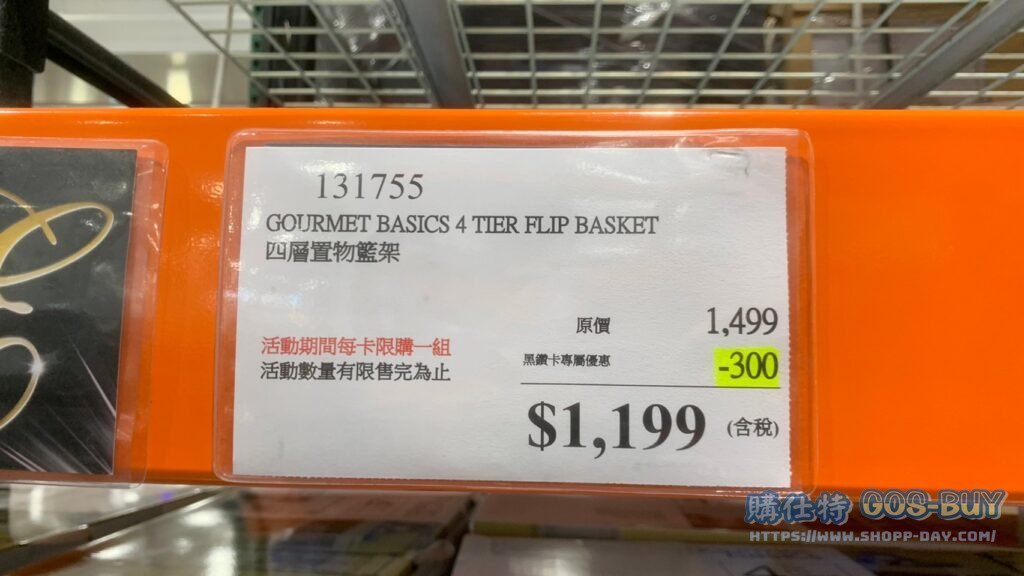 131755
GOURMET BASICS 4 TIER FLIP BASKET
四層置物籃架
原價 1,499
活動期間每卡限購一組
黑鑽卡專屬優惠 -300
活動數量有限售完為止
$1,199 (含稅)
購仕特 GOS-BUY
HTTPS://WWW.SHOPP-DAY.COM/